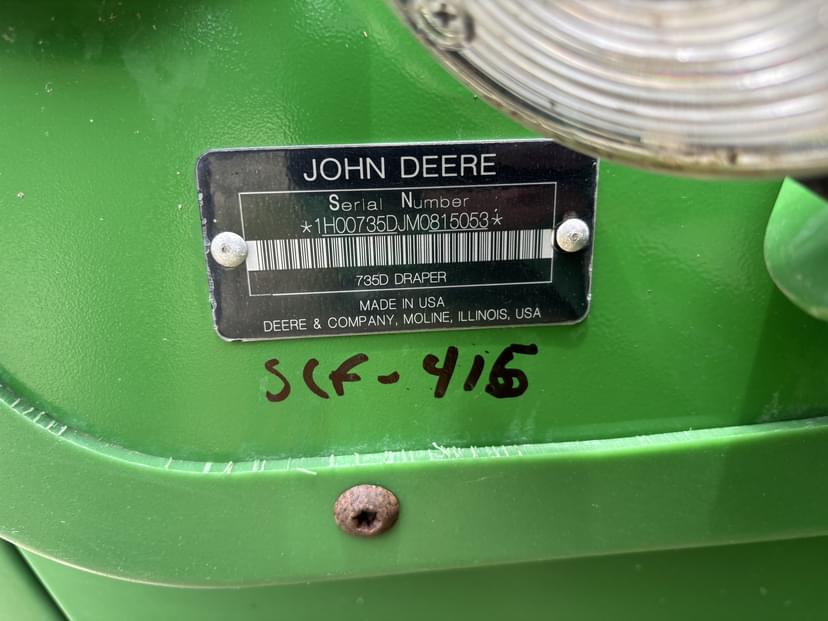 JOHN DEERE
Serial Number
*1H00735DJM0815053*
735D DRAPER
MADE IN USA
DEERE & COMPANY, MOLINE, ILLINOIS, USA
SCF-415